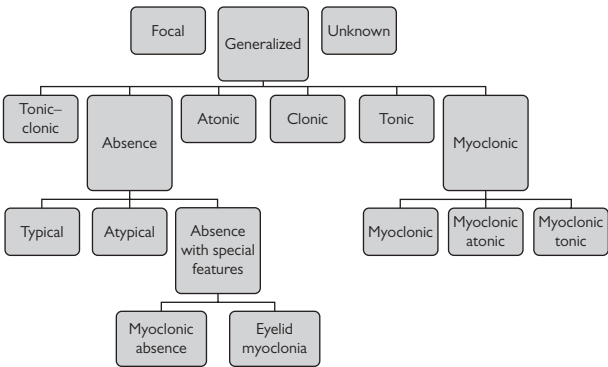 Focal
Generalized
Unknown
Tonic–
clonic
Absence
Atonic
Clonic
Tonic
Myoclonic
Typical
Atypical
Absence
with special
features
Myoclonic
Myoclonic
atonic
Myoclonic
tonic
Myoclonic
absence
Eyelid
myoclonia